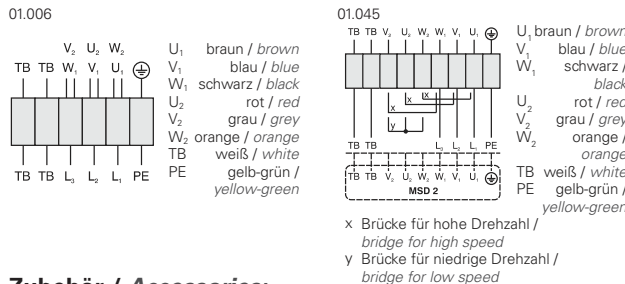 01.006
V₂ U₂ W₂
TB TB W₁ V₁ U₁
TB TB L₃ L₂ L₁ PE
U₁ braun / brown
V₁ blau / blue
W₁ schwarz / black
U₂ rot / red
V₂ grau / grey
W₂ orange / orange
TB weiß / white
PE gelb-grün /
yellow-green
01.045
TB TB V₂ U₂ W₂ W₁ V₁ U₁
x
x
y
TB TB L₃ L₂ L₁ PE
TB TB V₂ U₂ W₂ W₁ V₁ U₁
MSD 2
U₁ braun / brown
V₁ blau / blue
W₁ schwarz /
black
U₂ rot / red
V₂ grau / grey
W₂ orange /
orange
TB weiß / white
PE gelb-grün /
yellow-green
x Brücke für hohe Drehzahl /
bridge for high speed
y Brücke für niedrige Drehzahl /
bridge for low speed
Zubehör / Accessories: